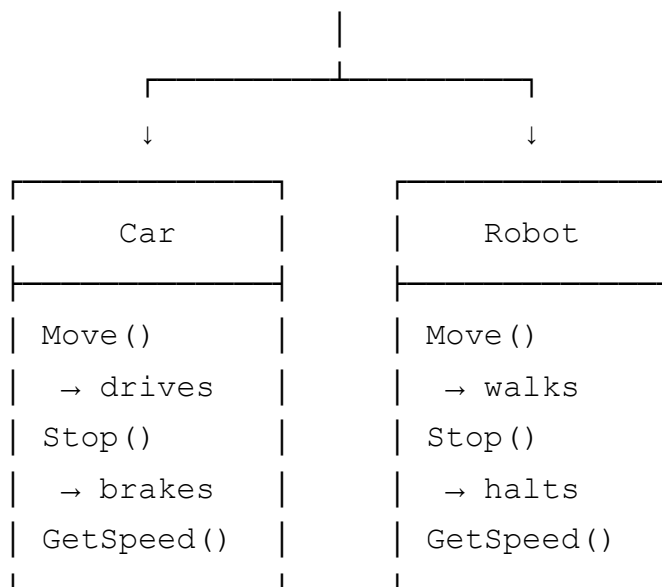 ↓ ↓
Car Robot
Move() Move()
→ drives → walks
Stop() Stop()
→ brakes → halts
GetSpeed() GetSpeed()